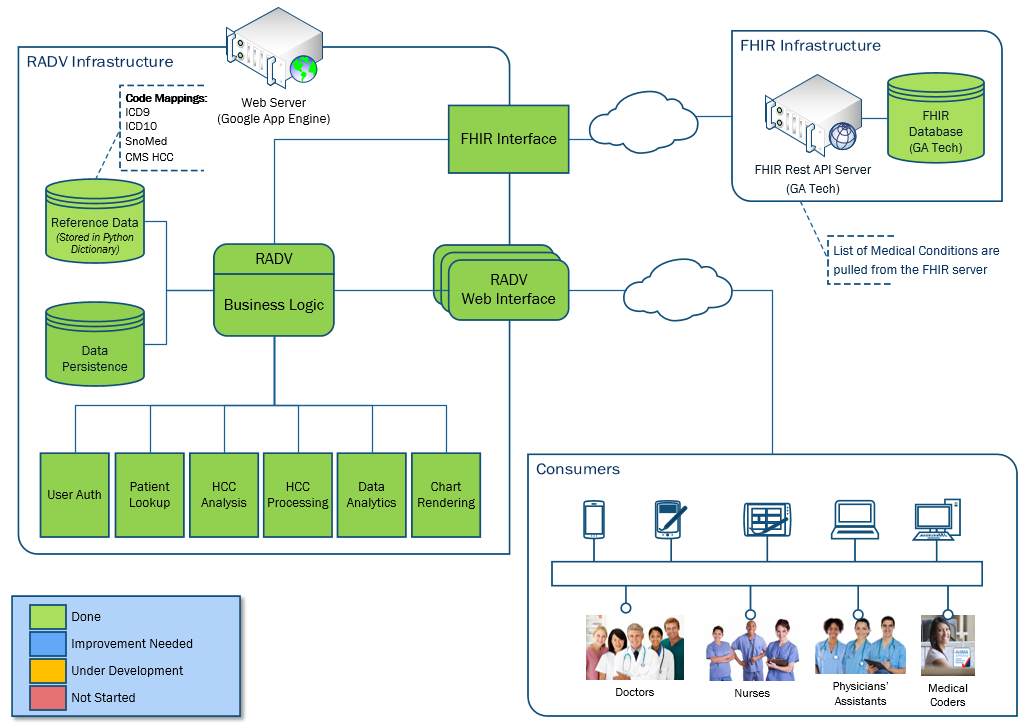 RADV Infrastructure
Web Server
(Google App Engine)
Code Mappings:
ICD9
ICD10
SnoMed
CMS HCC
Reference Data
(Stored in Python
Dictionary)
Data
Persistence
RADV
Business Logic
FHIR Interface
RADV
Web Interface
User Auth
Patient
Lookup
HCC
Analysis
HCC
Processing
Data
Analytics
Chart
Rendering
FHIR Infrastructure
FHIR Rest API Server
(GA Tech)
FHIR
Database
(GA Tech)
List of Medical Conditions are
pulled from the FHIR server
Consumers
Doctors
Nurses
Physicians'
Assistants
Medical
Coders
Done
Improvement Needed
Under Development
Not Started